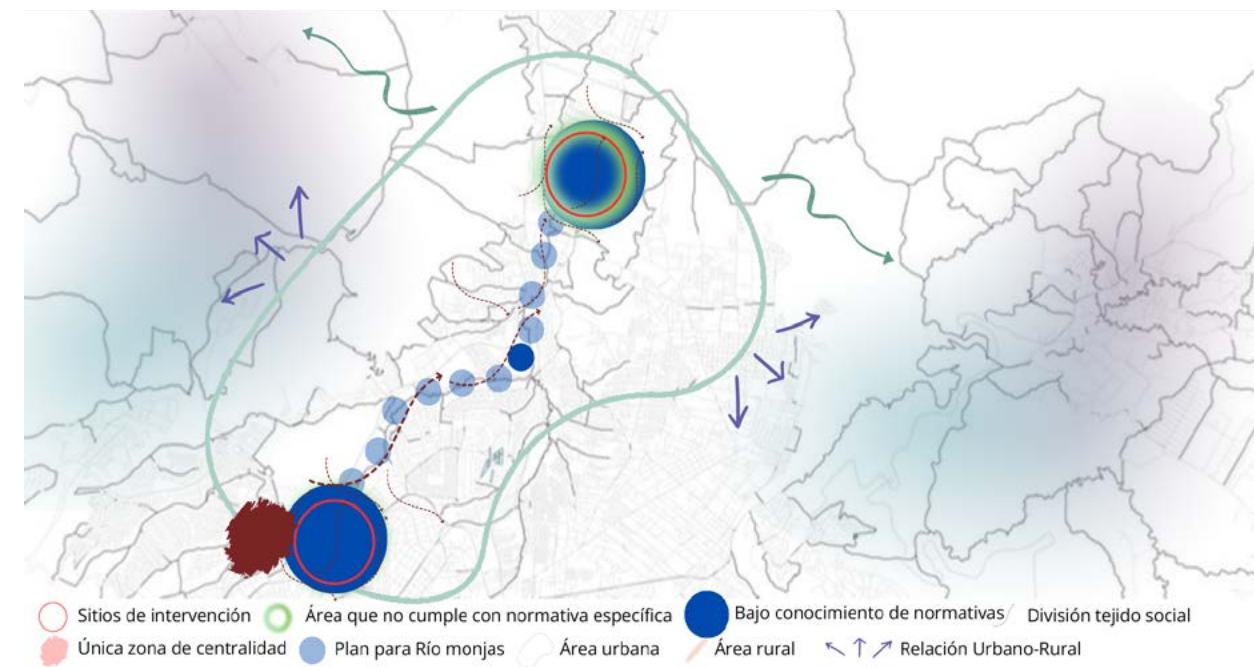 Sitios de intervención Área que no cumple con normativa específica Bajo conocimiento de normativas División tejido social
Única zona de centralidad Plan para Río monjas Área urbana Área rural Relación Urbano-Rural